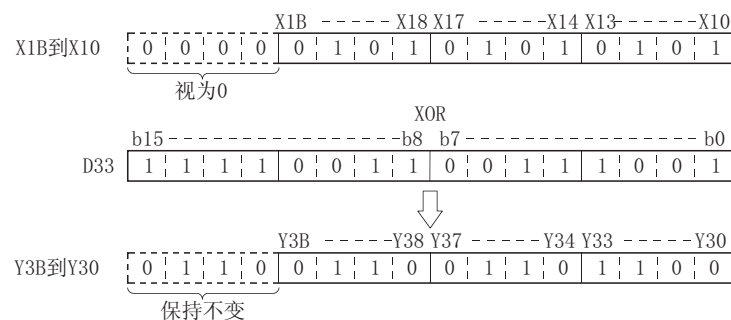 X1B ----- X18 X17 ----- X14 X13 ----- X10
X1B到X10 0 0 0 0 0 1 0 1 0 1 0 1 0 1 0 1
视为0
XOR
b15 ----- b8 b7 ----- b0
D33 1 1 1 1 0 0 1 1 0 0 1 1 1 0 0 1
Y3B ----- Y38 Y37 ----- Y34 Y33 ----- Y30
Y3B到Y30 0 1 1 0 0 1 1 0 0 1 1 0 1 1 0 0
保持不变